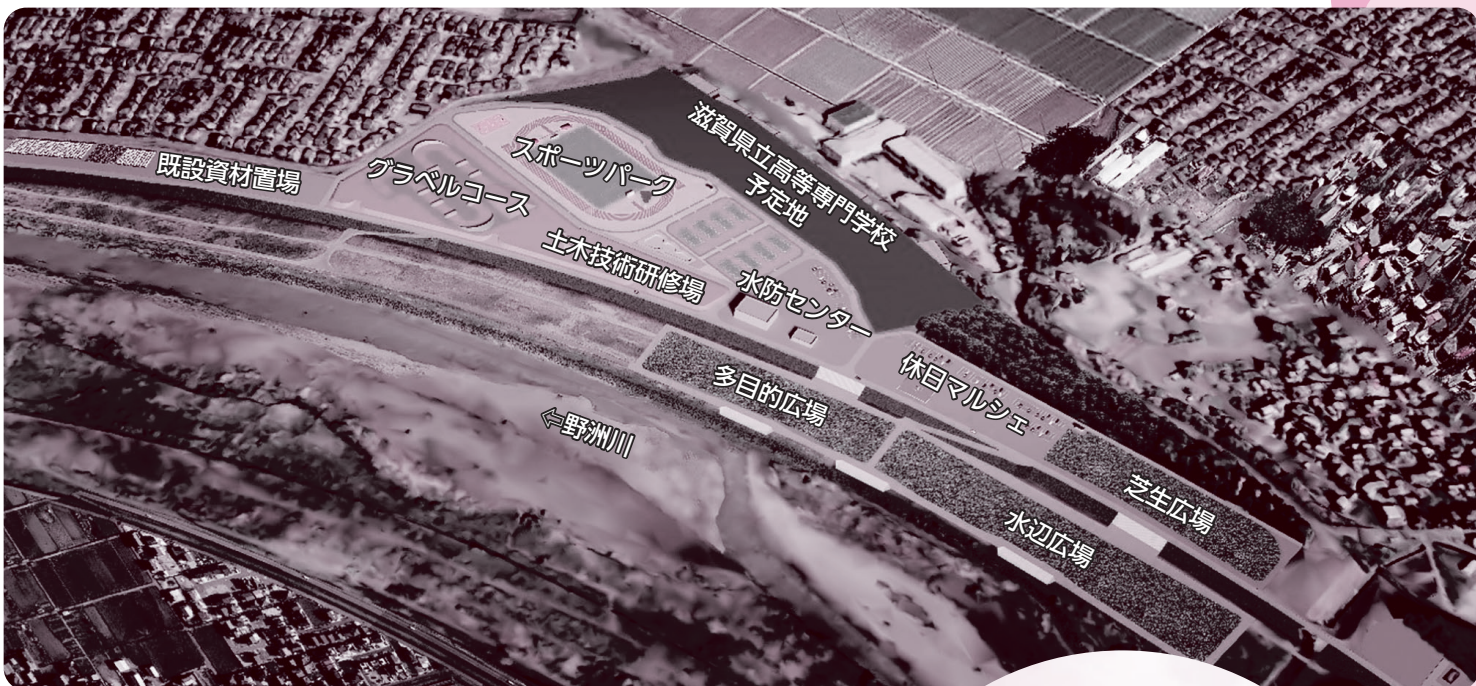 既設資材置場
グラベルコース
スポーツパーク
滋賀県立高等専門学校
予定地
土木技術研修場
水防センター
休日マルシェ
多目的広場
⇦野洲川
芝生広場
水辺広場